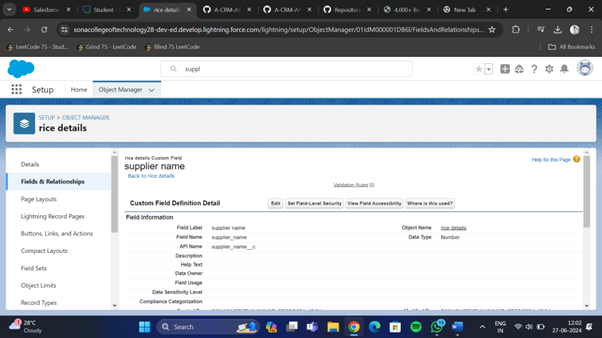 Salesforce
Student - S
rice details
A-CRM-AP
A-CRM-AP
Repository
4,000+ B
New Tab
sonacollegeoftechnology28-dev-ed.develop.lightning.force.com/lightning/setup/ObjectManager/01IdM000001DB6I/FieldsAndRelationships...
LeetCode 75 - Stud...
Grind 75 - LeetCode
Blind 75 LeetCode
All Bookmarks
suppl
Setup
Home
Object Manager
SETUP > OBJECT MANAGER
rice details
Details
Fields & Relationships
Page Layouts
Lightning Record Pages
Buttons, Links, and Actions
Compact Layouts
Field Sets
Object Limits
Record Types
rice details Custom Field
supplier name
Back to rice details
Help for this Page
Validation Rules [0]
Custom Field Definition Detail
Edit
Set Field-Level Security
View Field Accessibility
Where is this used?
Field Information
Field Label supplier name Object Name rice details
Field Name supplier_name Data Type Number
API Name supplier_name__c
Description
Help Text
Data Owner
Field Usage
Data Sensitivity Level
Compliance Categorization
28°C
Cloudy
Search
ENG
IN
12:02
27-06-2024